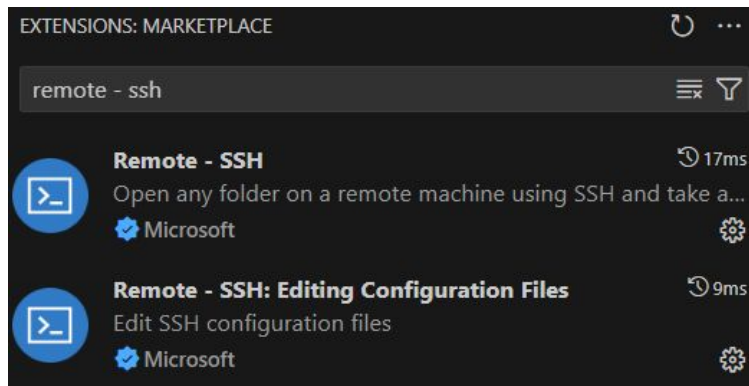 EXTENSIONS: MARKETPLACE
remote - ssh
Remote - SSH
17ms
Open any folder on a remote machine using SSH and take a...
Microsoft
Remote - SSH: Editing Configuration Files
9ms
Edit SSH configuration files
Microsoft